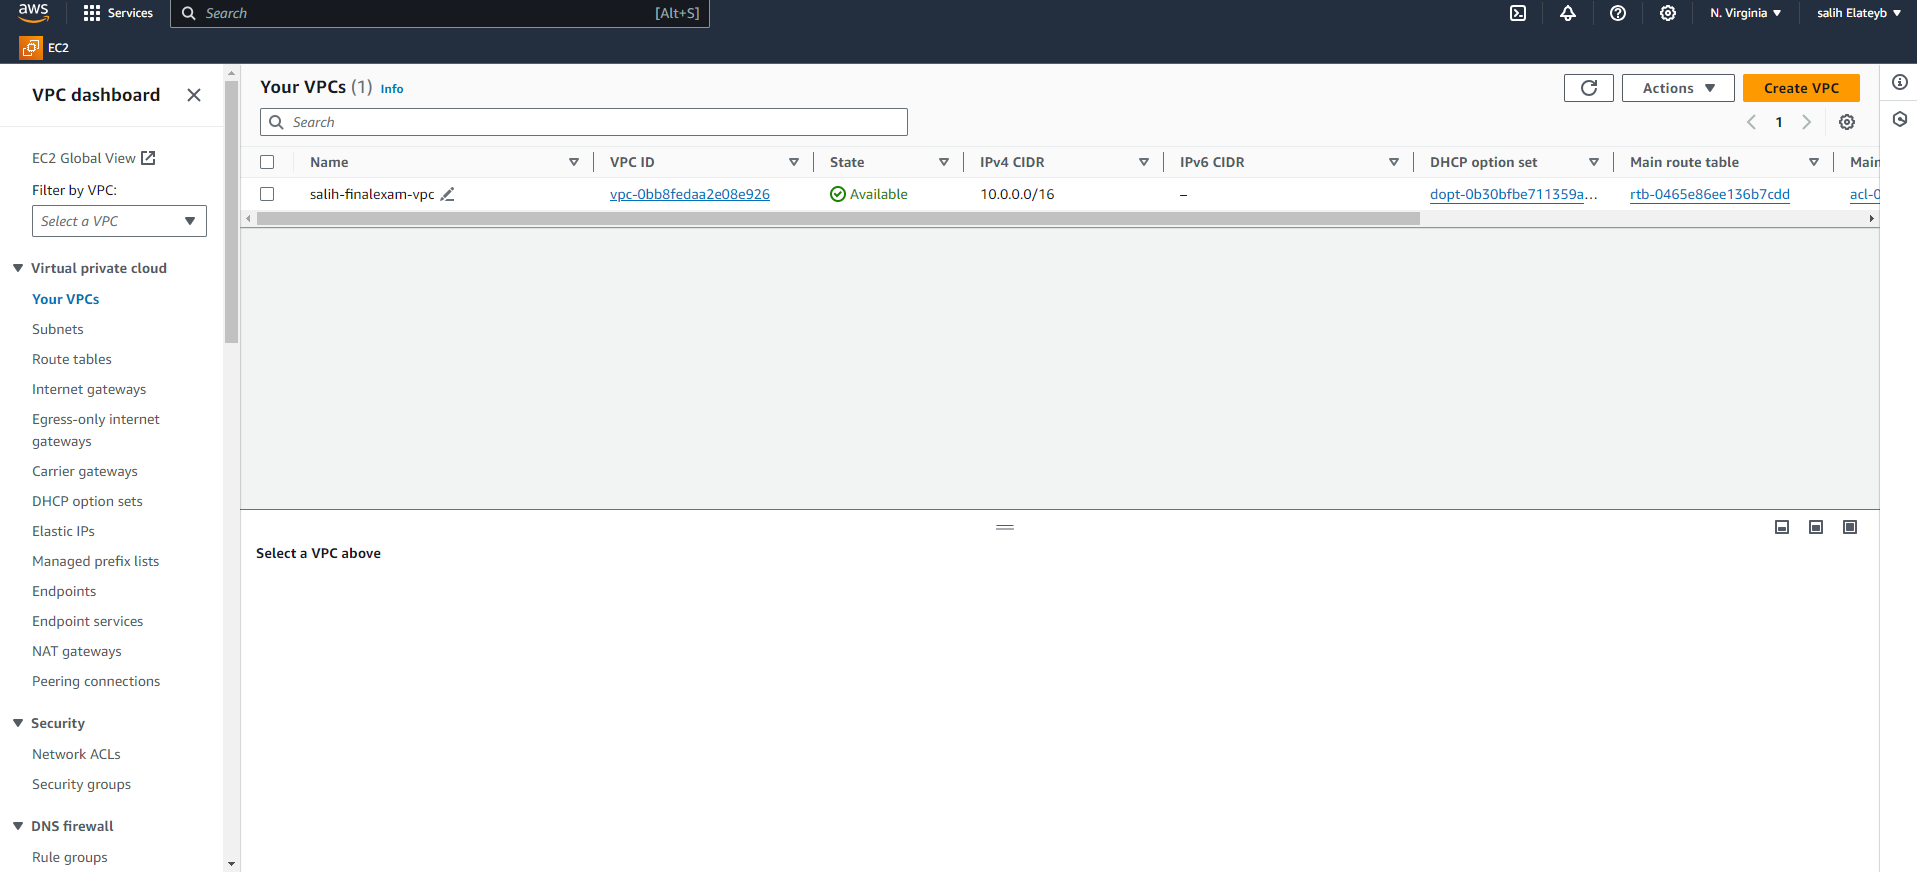 aws
Services
Search
[Alt+S]
N. Virginia
salih Elateyb
EC2
VPC dashboard
EC2 Global View
Filter by VPC:
Select a VPC
Virtual private cloud
Your VPCs
Subnets
Route tables
Internet gateways
Egress-only internet
gateways
Carrier gateways
DHCP option sets
Elastic IPs
Managed prefix lists
Endpoints
Endpoint services
NAT gateways
Peering connections
Security
Network ACLs
Security groups
DNS firewall
Rule groups
Your VPCs (1) Info
Actions
Create VPC
Search
1
Name VPC ID State IPv4 CIDR IPv6 CIDR DHCP option set Main route table Main
salih-finalexam-vpc vpc-0bb8fedaa2e08e926 Available 10.0.0.0/16 – dopt-0b30bfbe711359a... rtb-0465e86ee136b7cdd acl-0
Select a VPC above